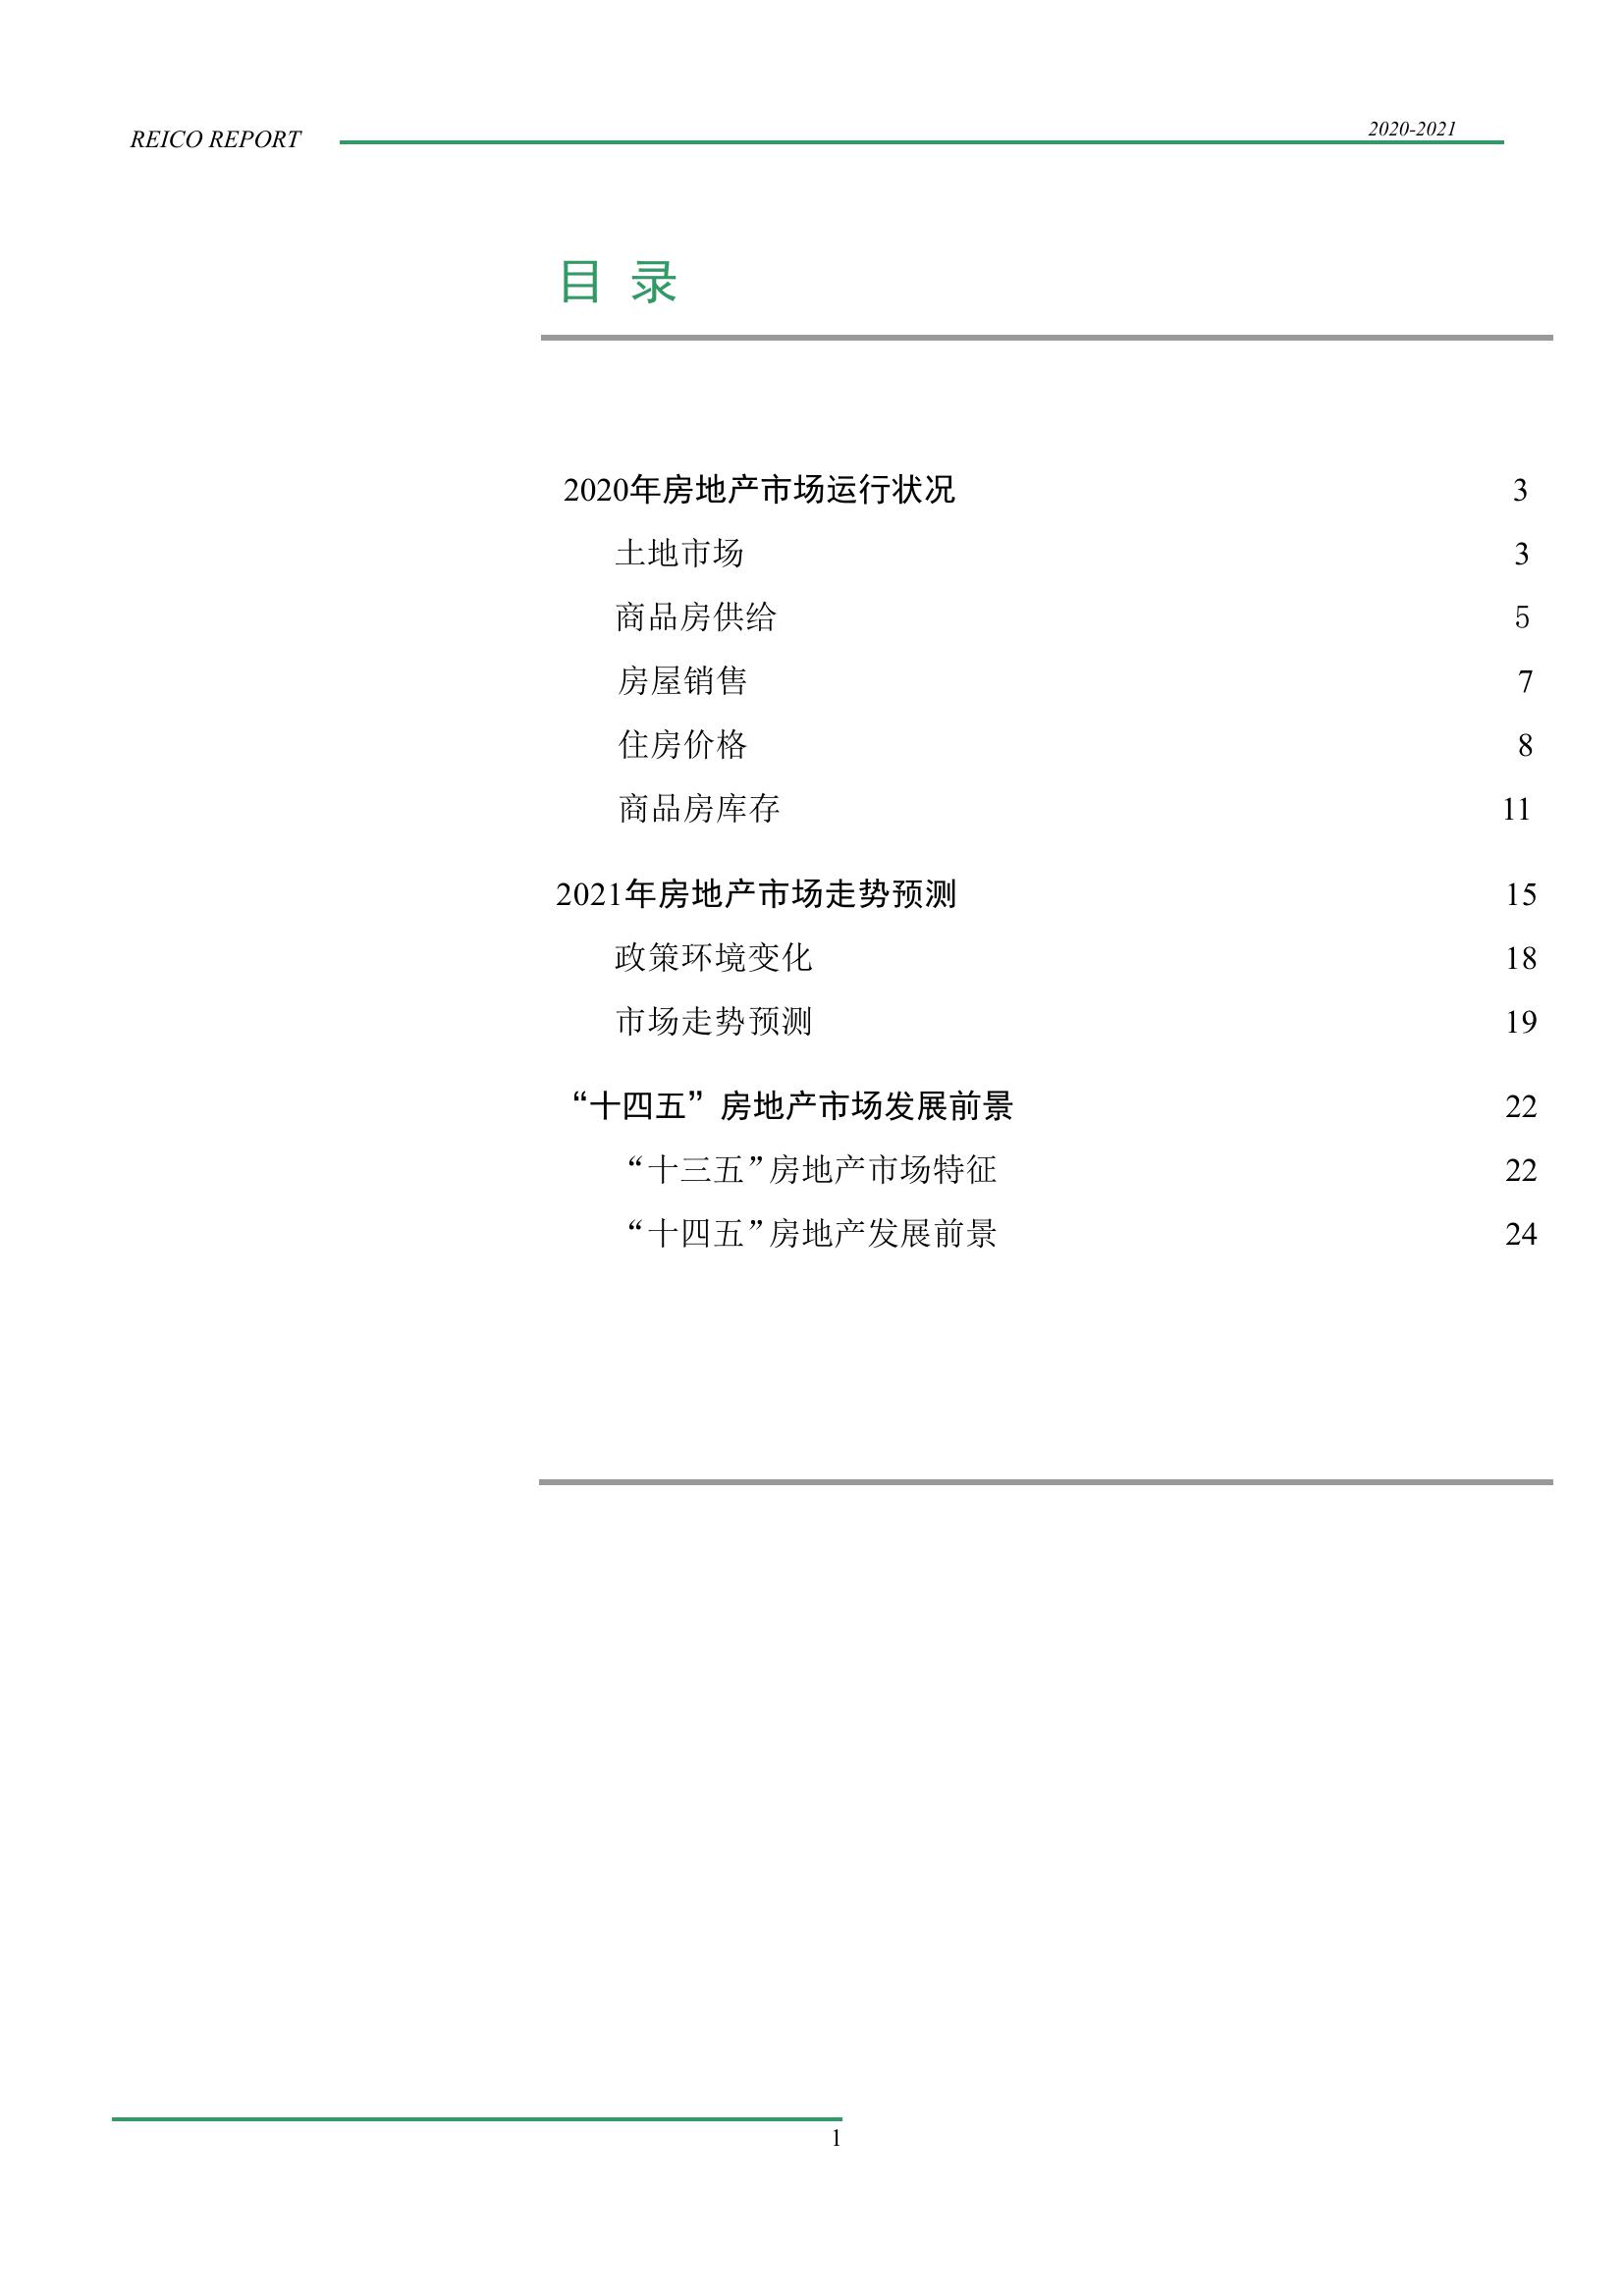 REICO REPORT 2020-2021
目 录
2020年房地产市场运行状况 3
土地市场 3
商品房供给 5
房屋销售 7
住房价格 8
商品房库存 11
2021年房地产市场走势预测 15
政策环境变化 18
市场走势预测 19
“十四五”房地产市场发展前景 22
“十三五”房地产市场特征 22
“十四五”房地产发展前景 24
1